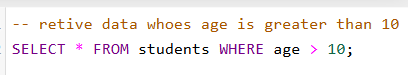 -- retive data whoes age is greater than 10
SELECT * FROM students WHERE age > 10;